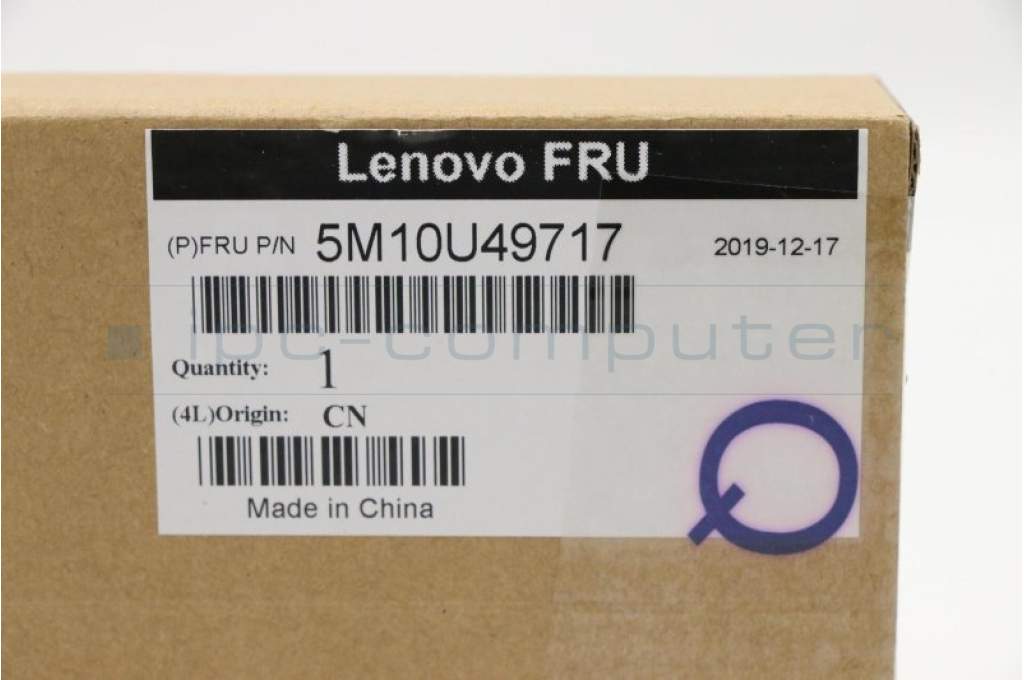 Lenovo FRU
(P)FRU P/N 5M10U49717 2019-12-17
ipc-computer
Quantity: 1
(4L)Origin: CN
Made in China
Q